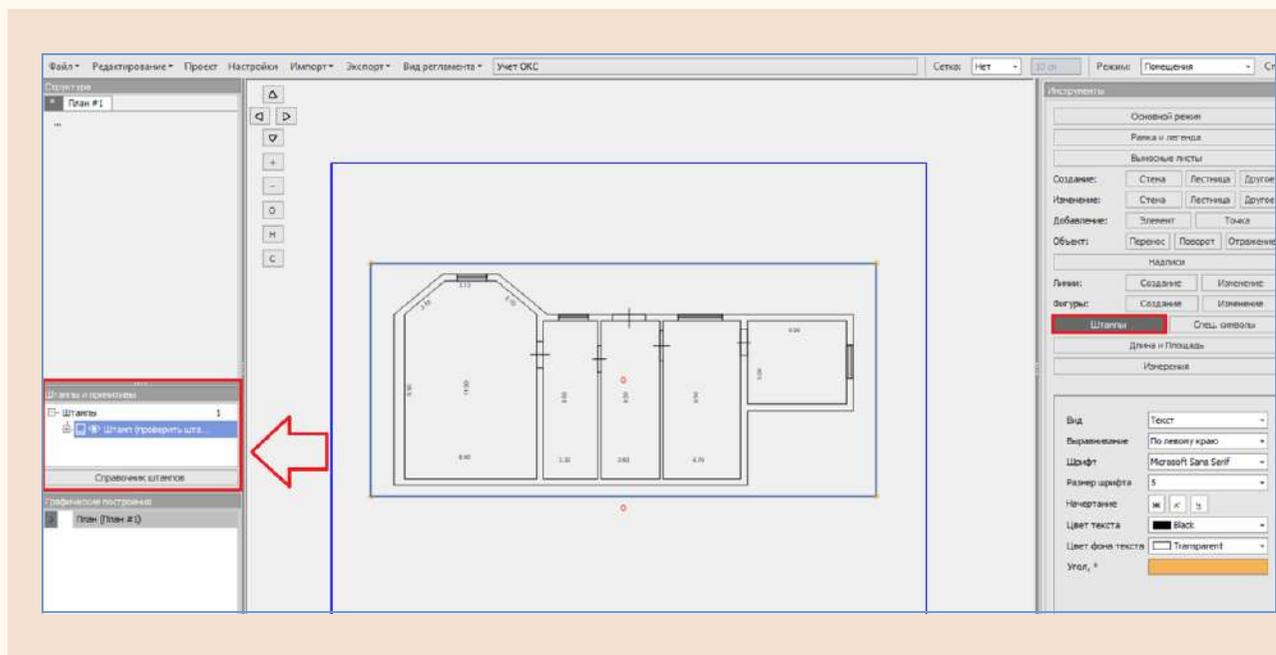 Файл Редактирование Проект Настройки Импорт Экспорт Вид регламента Учет ОКС Сетка: Нет 10 см Режим: Помещения
Структура
План #1
...
С
Штампы и примитивы
Штампы 1
Штамп (проверить шта...
Справочник штампов
Графические построения
План (План #1)
Инструменты
Основной режим
Рамка и легенда
Выносные листы
Создание: Стена Лестница Другое
Изменение: Стена Лестница Другое
Добавление: Элемент Точка
Объект: Перенос Поворот Отражение
Надписи
Линии: Создание Изменение
Фигуры: Создание Изменение
Штампы Спец. символы
Длина и Площадь
Измерения
Вид Текст
Выравнивание По левому краю
Шрифт Microsoft Sans Serif
Размер шрифта 5
Начертание Ж К Ч
Цвет текста Black
Цвет фона текста Transparent
Угол, °